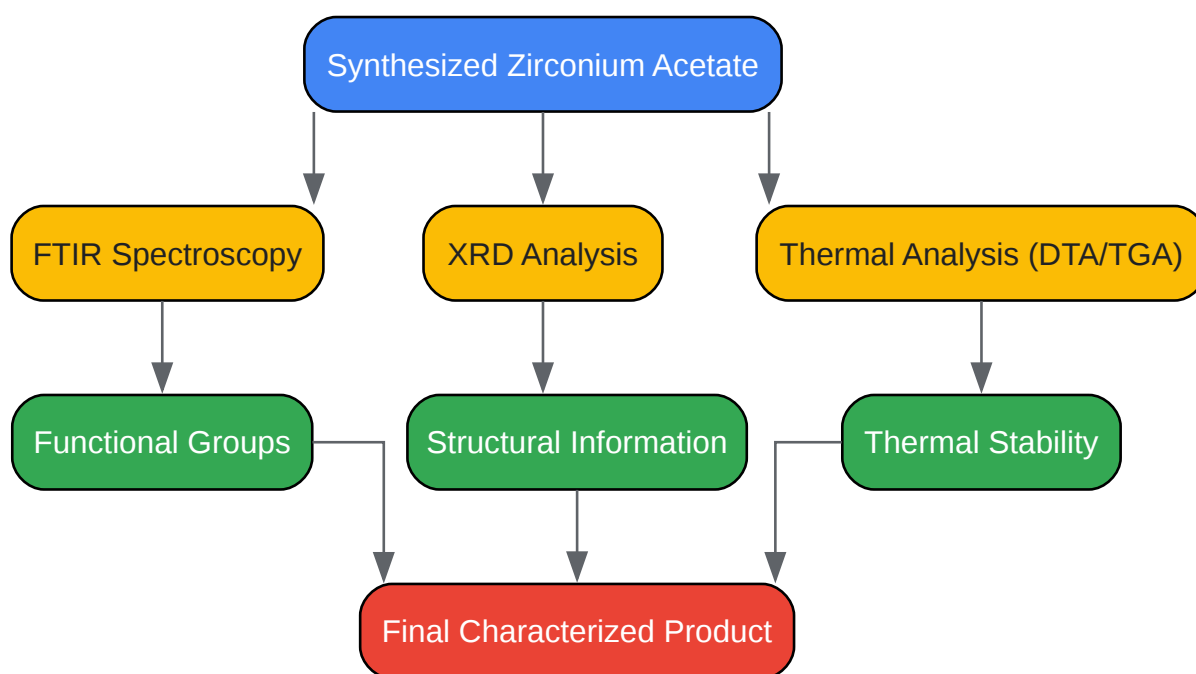 Synthesized Zirconium Acetate
FTIR Spectroscopy
XRD Analysis
Thermal Analysis (DTA/TGA)
Functional Groups
Structural Information
Thermal Stability
Final Characterized Product